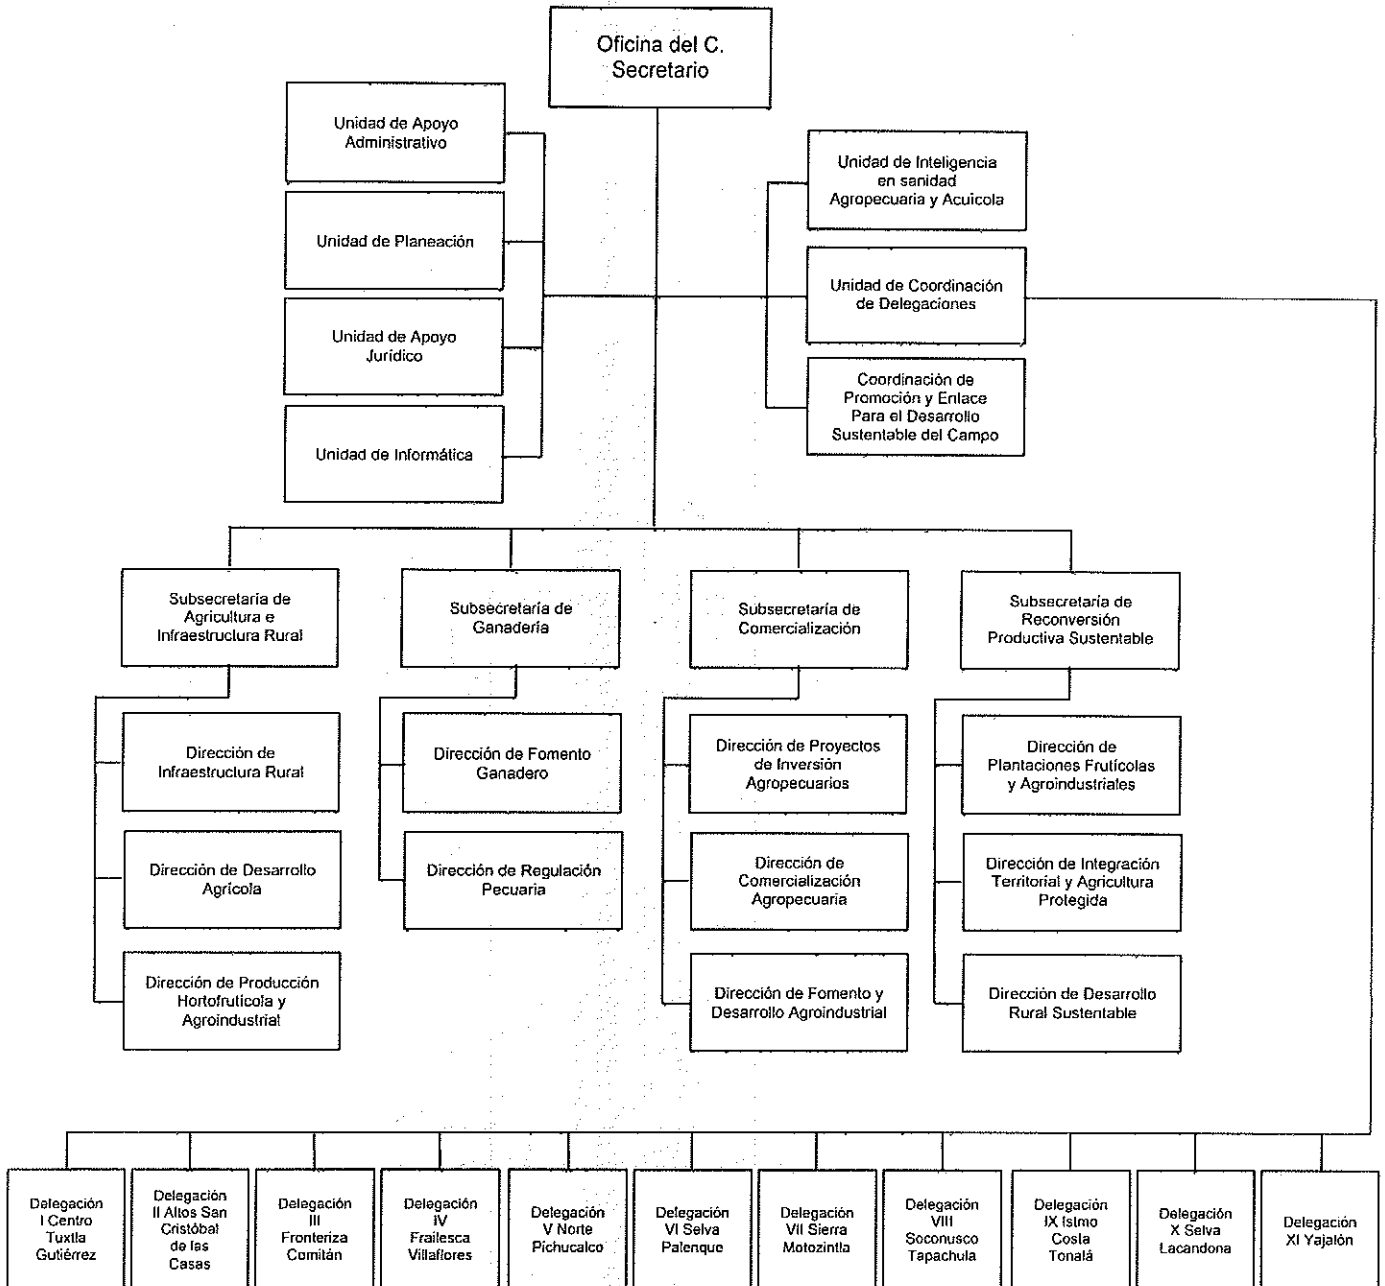 Oficina del C.
Secretario
Unidad de Apoyo
Administrativo
Unidad de Planeación
Unidad de Apoyo
Jurídico
Unidad de Informática
Unidad de Inteligencia
en sanidad
Agropecuaria y Acuicola
Unidad de Coordinación
de Delegaciones
Coordinación de
Promoción y Enlace
Para el Desarrollo
Sustentable del Campo
Subsecretaría de
Agricultura e
Infraestructura Rural
Subsecretaría de
Ganadería
Subsecretaría de
Comercialización
Subsecretaría de
Reconversión
Productiva Sustentable
Dirección de
Infraestructura Rural
Dirección de Desarrollo
Agrícola
Dirección de Producción
Hortofrutícola y
Agroindustrial
Dirección de Fomento
Ganadero
Dirección de Regulación
Pecuaria
Dirección de Proyectos
de Inversión
Agropecuarios
Dirección de
Comercialización
Agropecuaria
Dirección de Fomento y
Desarrollo Agroindustrial
Dirección de
Plantaciones Frutícolas
y Agroindustriales
Dirección de Integración
Territorial y Agricultura
Protegida
Dirección de Desarrollo
Rural Sustentable
Delegación
I Centro
Tuxtla
Gutiérrez
Delegación
II Altos San
Cristóbal
de las
Casas
Delegación
III
Fronteriza
Comitán
Delegación
IV
Frailesca
Villaflores
Delegación
V Norte
Pichucalco
Delegación
VI Selva
Palenque
Delegación
VII Sierra
Motozintla
Delegación
VIII
Soconusco
Tapachula
Delegación
IX Istmo
Costa
Tonalá
Delegación
X Selva
Lacandona
Delegación
XI Yajalón